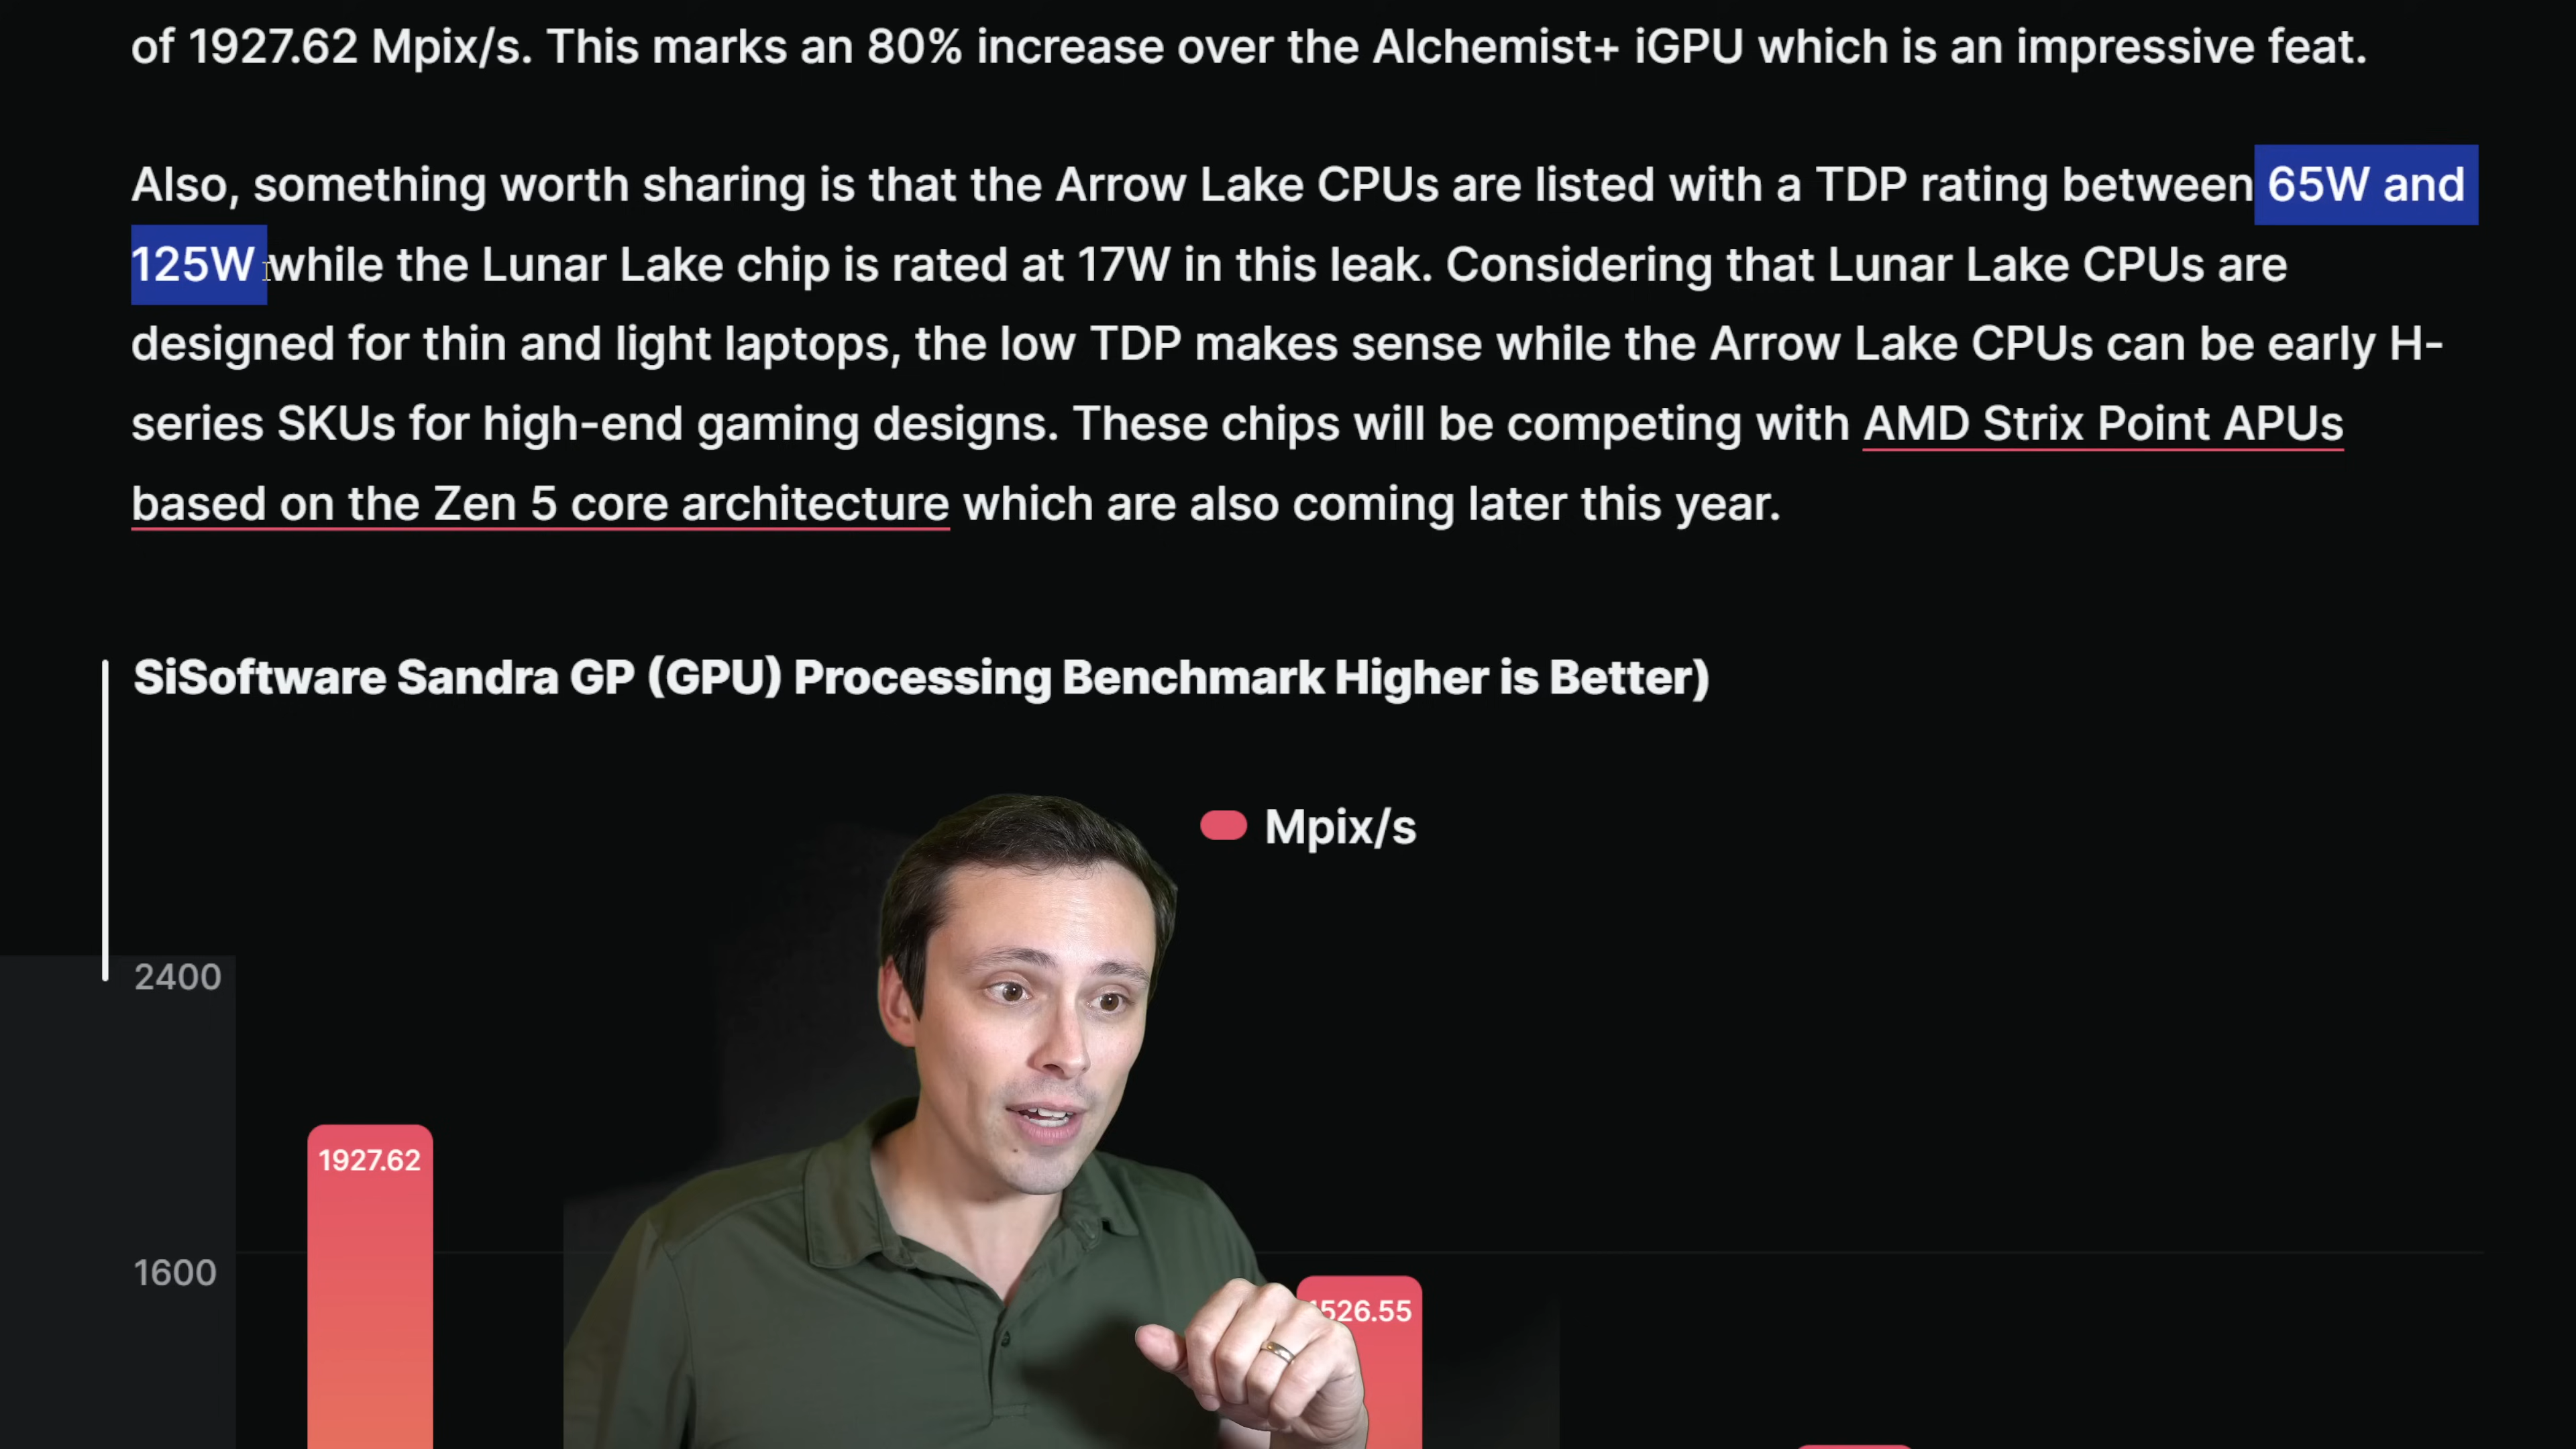 of 1927.62 Mpix/s. This marks an 80% increase over the Alchemist+ iGPU which is an impressive feat.
Also, something worth sharing is that the Arrow Lake CPUs are listed with a TDP rating between 65W and
125W while the Lunar Lake chip is rated at 17W in this leak. Considering that Lunar Lake CPUs are
designed for thin and light laptops, the low TDP makes sense while the Arrow Lake CPUs can be early H-
series SKUs for high-end gaming designs. These chips will be competing with AMD Strix Point APUs
based on the Zen 5 core architecture which are also coming later this year.
SiSoftware Sandra GP (GPU) Processing Benchmark Higher is Better)
Mpix/s
2400
1927.62
1600